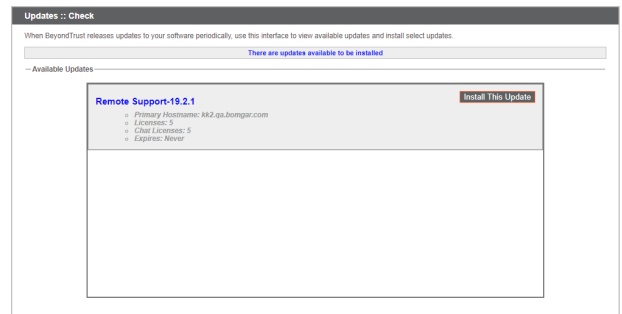 Updates :: Check
When BeyondTrust releases updates to your software periodically, use this interface to view available updates and install select updates.
There are updates available to be installed
Available Updates
Remote Support-19.2.1
Install This Update
Primary Hostname: kk2.qa.bomgar.com
Licenses: 5
Chat Licenses: 5
Expires: Never